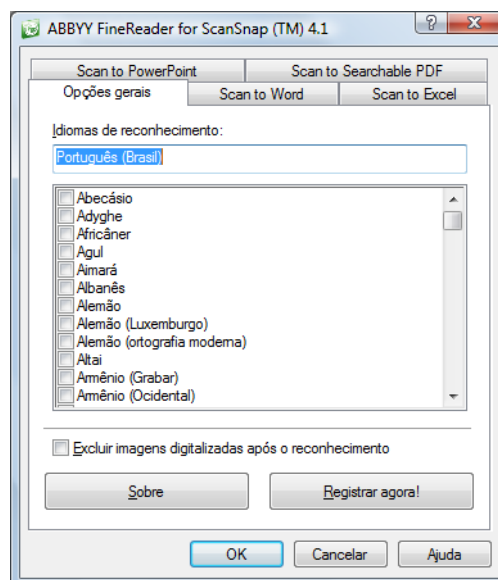 ABBYY FineReader for ScanSnap (TM) 4.1
Scan to PowerPoint
Scan to Searchable PDF
Opções gerais
Scan to Word
Scan to Excel
Idiomas de reconhecimento:
Português (Brasil)
Abecásio
Adyghe
Africâner
Agul
Aimará
Albanês
Alemão
Alemão (Luxemburgo)
Alemão (ortografia moderna)
Altai
Armênio (Grabar)
Armênio (Ocidental)
Excluir imagens digitalizadas após o reconhecimento
Sobre
Registrar agora!
OK
Cancelar
Ajuda